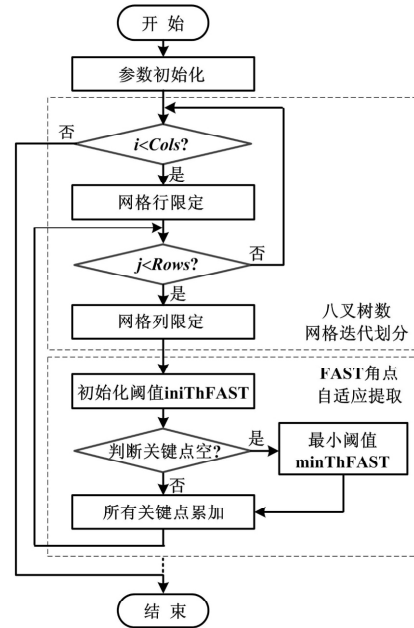 开 始
参数初始化
否
i<Cols?
是
网格行限定
j<Rows?
否
是
网格列限定
八叉树数
网格迭代划分
FAST角点
自适应提取
初始化阈值iniThFAST
判断关键点空?
是
最小阈值
minThFAST
否
所有关键点累加
结 束